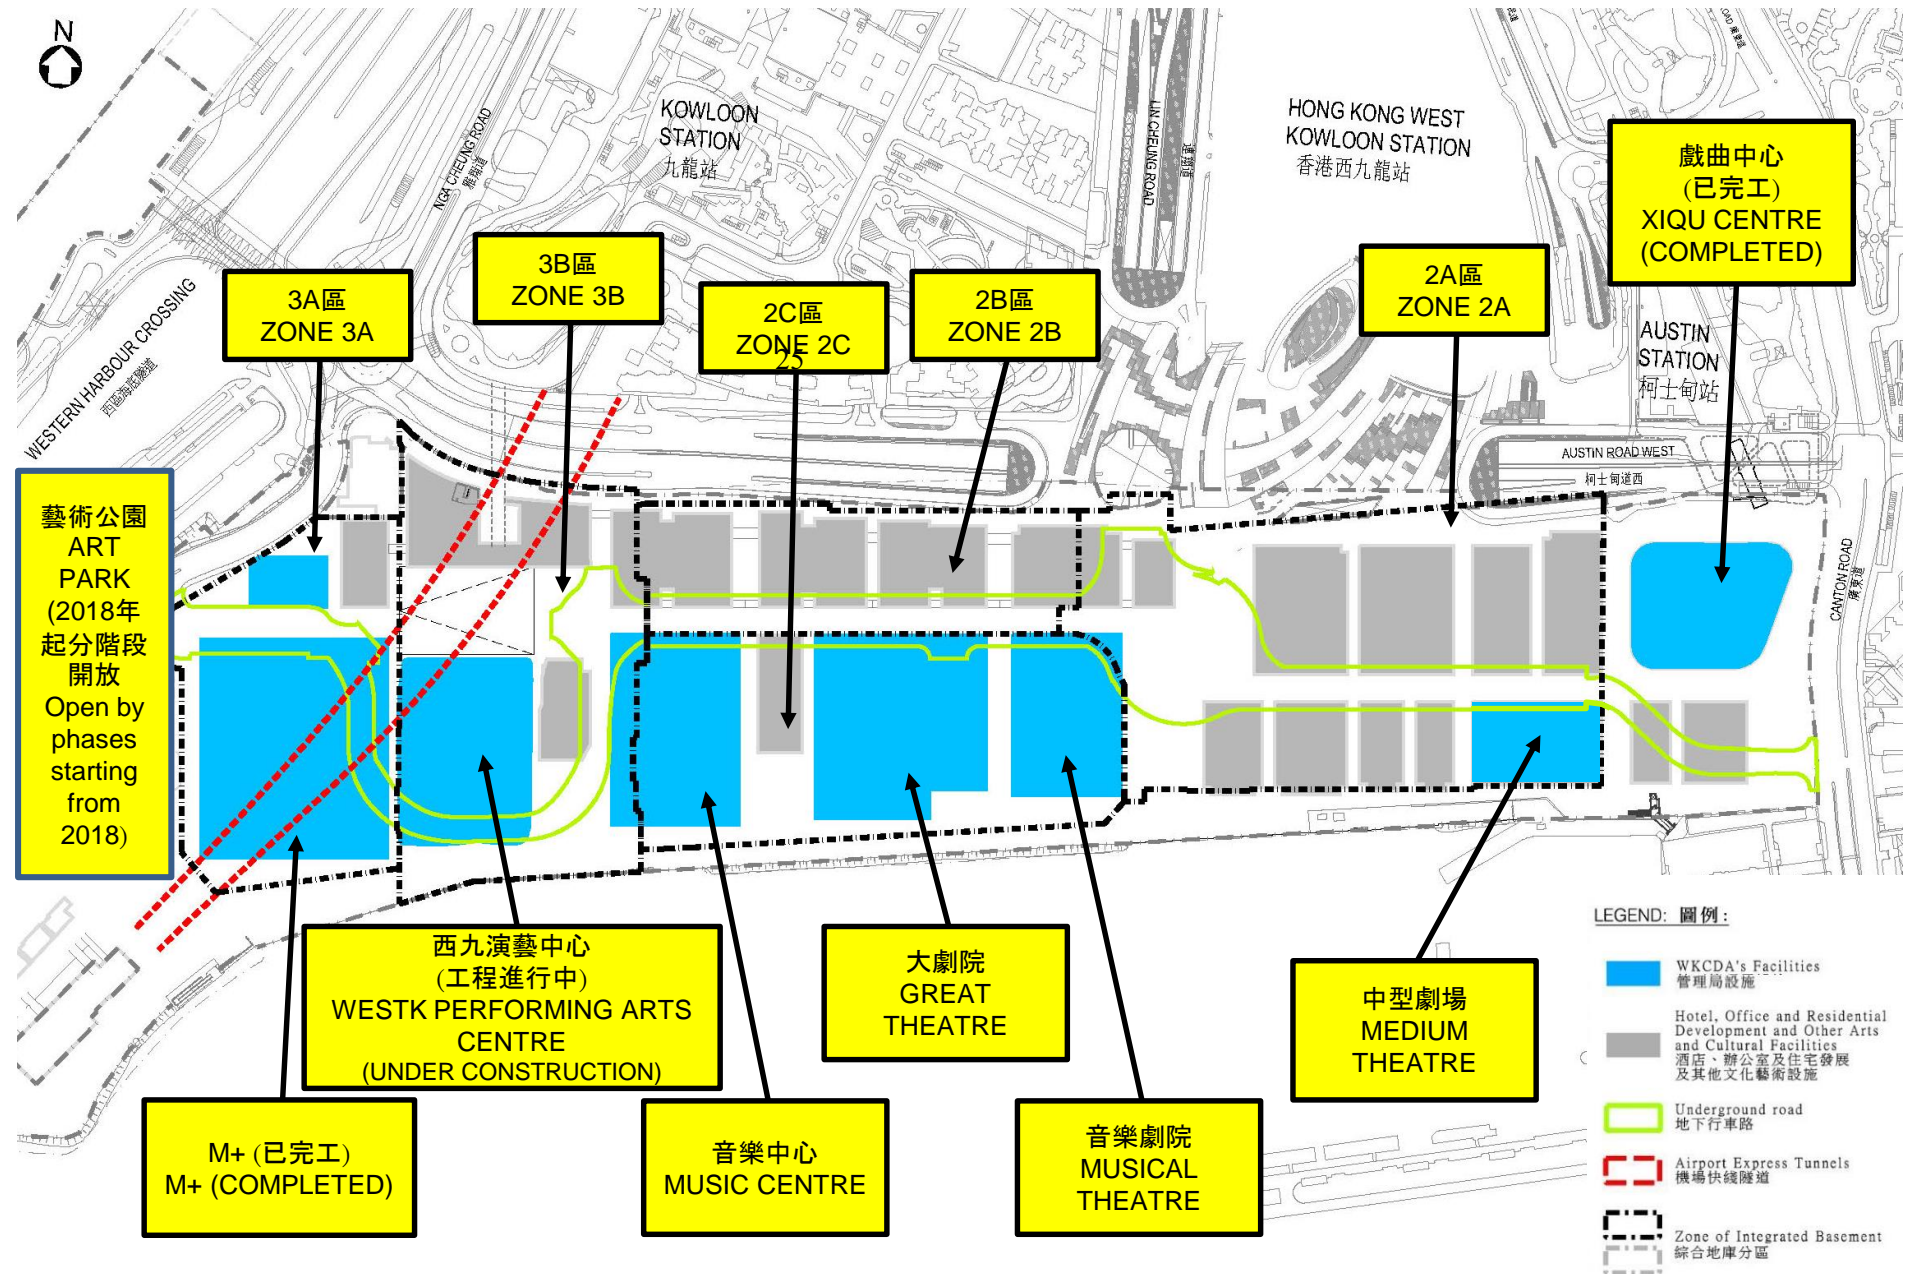 N
KOWLOON
STATION
九龍站
NGA CHEUNG ROAD
雅翔道
LIN CHEUNG ROAD
連翔道
HONG KONG WEST
KOWLOON STATION
香港西九龍站
戲曲中心
(已完工)
XIQU CENTRE
(COMPLETED)
3A區
ZONE 3A
3B區
ZONE 3B
2C區
ZONE 2C
25
2B區
ZONE 2B
2A區
ZONE 2A
WESTERN HARBOUR CROSSING
西區海底隧道
AUSTIN
STATION
柯士甸站
AUSTIN ROAD WEST
柯士甸道西
CANTON ROAD
廣東道
藝術公園
ART
PARK
(2018年
起分階段
開放
Open by
phases
starting
from
2018)
西九演藝中心
(工程進行中)
WESTK PERFORMING ARTS
CENTRE
(UNDER CONSTRUCTION)
大劇院
GREAT
THEATRE
中型劇場
MEDIUM
THEATRE
M+ (已完工)
M+ (COMPLETED)
音樂中心
MUSIC CENTRE
音樂劇院
MUSICAL
THEATRE
LEGEND: 圖例：
WKCDA's Facilities
管理局設施
Hotel, Office and Residential
Development and Other Arts
and Cultural Facilities
酒店、辦公室及住宅發展
及其他文化藝術設施
Underground road
地下行車路
Airport Express Tunnels
機場快綫隧道
Zone of Integrated Basement
綜合地庫分區